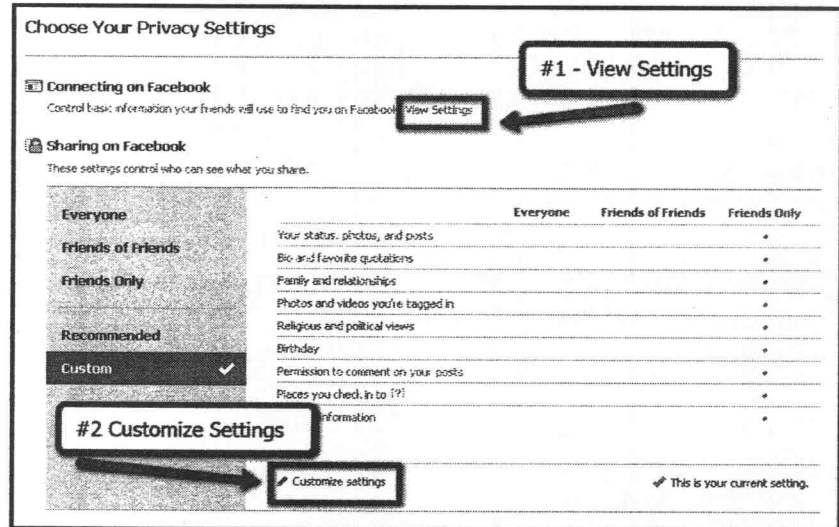 Choose Your Privacy Settings
#1 - View Settings
Connecting on Facebook
Control basic information your friends will use to find you on Facebook. View Settings
Sharing on Facebook
These settings control who can see what you share.
Everyone
Friends of Friends
Friends Only
Recommended
Custom
Everyone Friends of Friends Friends Only
Your status, photos, and posts
Bio and favorite quotations
Family and relationships
Photos and videos you're tagged in
Religious and political views
Birthday
Permission to comment on your posts
Places you check in to [?]
information
#2 Customize Settings
Customize settings
This is your current setting.